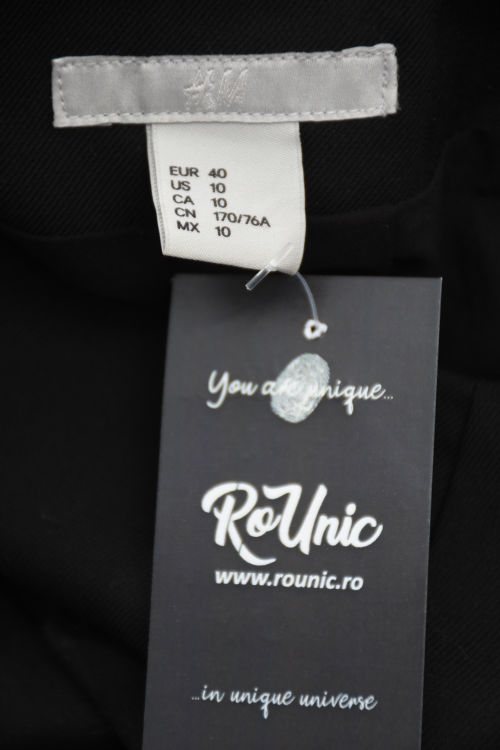 H&M
EUR 40
US 10
CA 10
CN 170/76A
MX 10
You are unique...
RoUnic
www.rounic.ro
...in unique universe